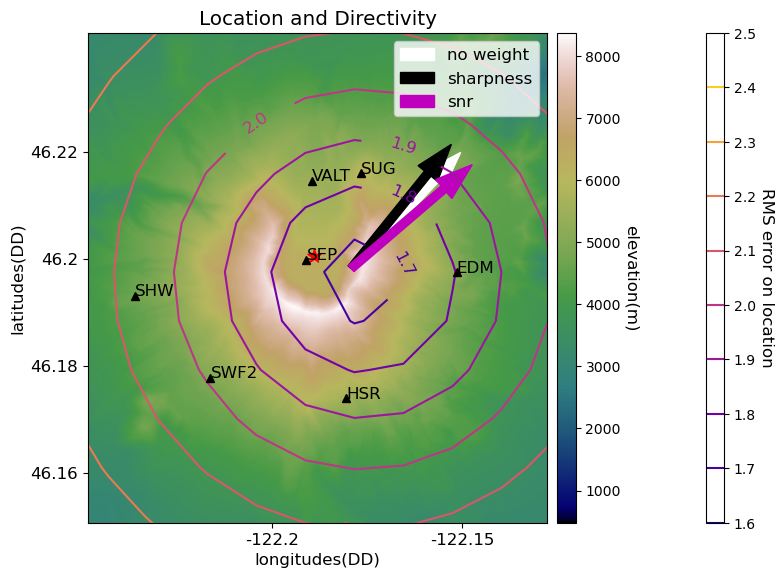 Location and Directivity
no weight
sharpness
snr
2.0
1.9
1.8
1.7
VALT
SUG
SEP
EDM
SHW
SWF2
HSR
46.22
46.2
46.18
46.16
latitudes(DD)
-122.2
-122.15
longitudes(DD)
8000
7000
6000
5000
4000
3000
2000
1000
elevation(m)
2.5
2.4
2.3
2.2
2.1
2.0
1.9
1.8
1.7
1.6
RMS error on location